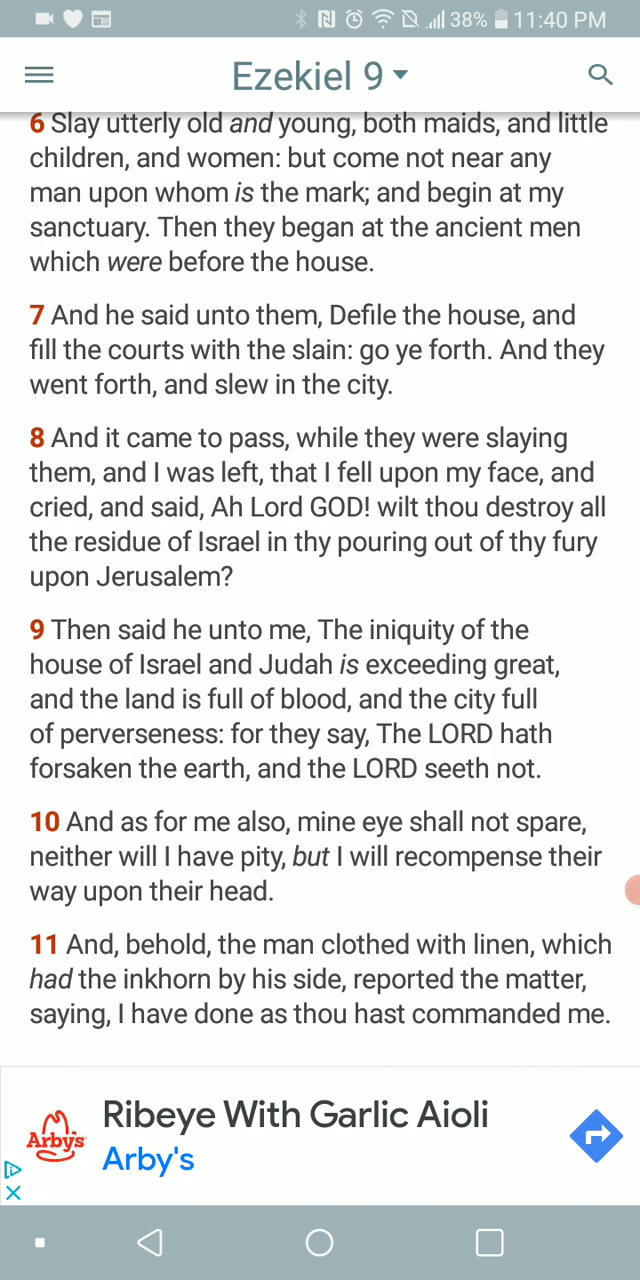 38% 11:40 PM
Ezekiel 9
6 Slay utterly old and young, both maids, and little
children, and women: but come not near any
man upon whom is the mark; and begin at my
sanctuary. Then they began at the ancient men
which were before the house.
7 And he said unto them, Defile the house, and
fill the courts with the slain: go ye forth. And they
went forth, and slew in the city.
8 And it came to pass, while they were slaying
them, and I was left, that I fell upon my face, and
cried, and said, Ah Lord GOD! wilt thou destroy all
the residue of Israel in thy pouring out of thy fury
upon Jerusalem?
9 Then said he unto me, The iniquity of the
house of Israel and Judah is exceeding great,
and the land is full of blood, and the city full
of perverseness: for they say, The LORD hath
forsaken the earth, and the LORD seeth not.
10 And as for me also, mine eye shall not spare,
neither will I have pity, but I will recompense their
way upon their head.
11 And, behold, the man clothed with linen, which
had the inkhorn by his side, reported the matter,
saying, I have done as thou hast commanded me.
Ribeye With Garlic Aioli
Arby's
Arby's